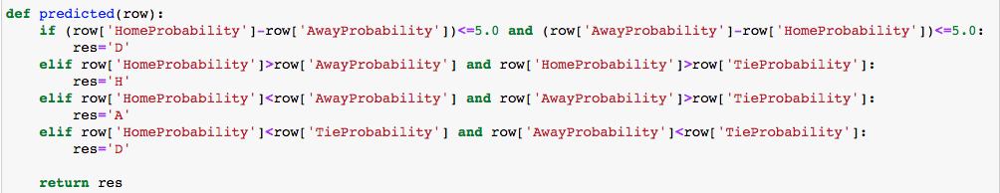 def predicted(row):
    if (row['HomeProbability']-row['AwayProbability'])<=5.0 and (row['AwayProbability']-row['HomeProbability'])<=5.0:
        res='D'
    elif row['HomeProbability']>row['AwayProbability'] and row['HomeProbability']>row['TieProbability']:
        res='H'
    elif row['HomeProbability']<row['AwayProbability'] and row['AwayProbability']>row['TieProbability']:
        res='A'
    elif row['HomeProbability']<row['TieProbability'] and row['AwayProbability']<row['TieProbability']:
        res='D'
    return res